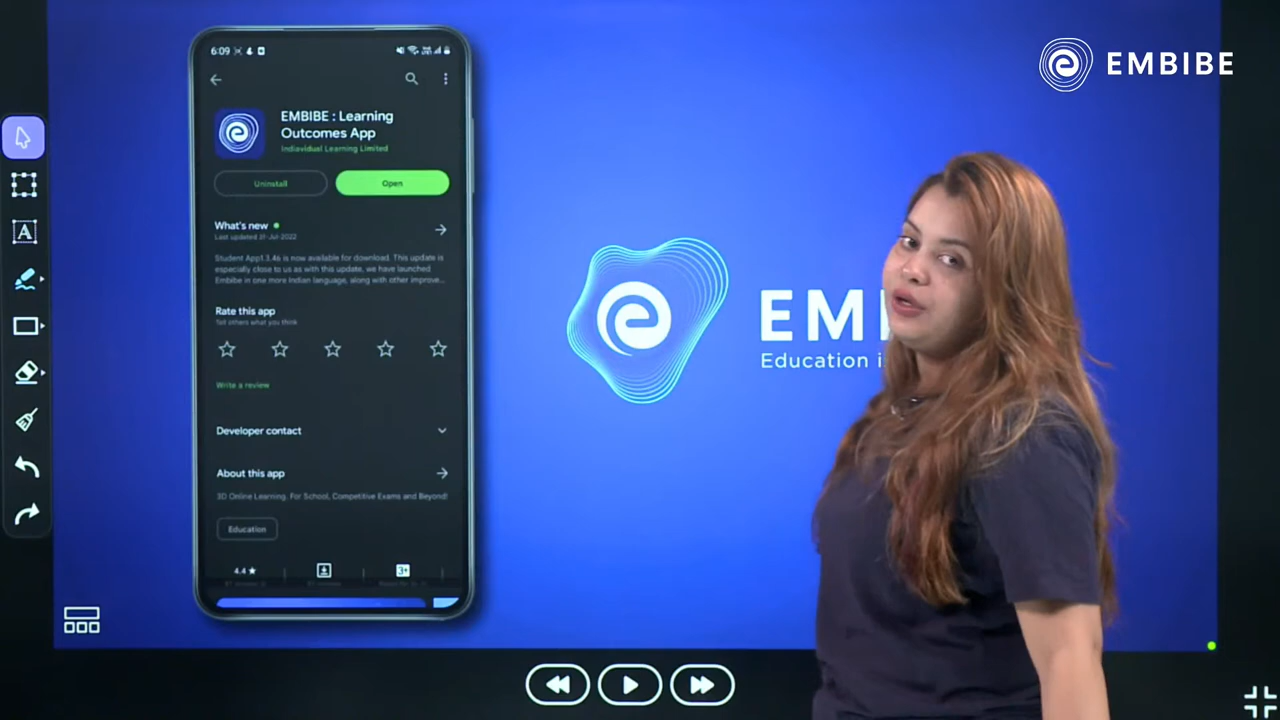 EMBIBE
6:09
EMBIBE : Learning
Outcomes App
Indiavidual Learning Limited
Uninstall
Open
What's new
Last updated 31-Jul-2022
Student App1.3.46 is now available for download. This update is
especially close to us as with this update, we have launched
Embibe in one more Indian language, along with other improve...
Rate this app
Tell others what you think
Write a review
Developer contact
About this app
3D Online Learning. For School, Competitive Exams and Beyond!
Education
4.4★
3+
EM
Education
A